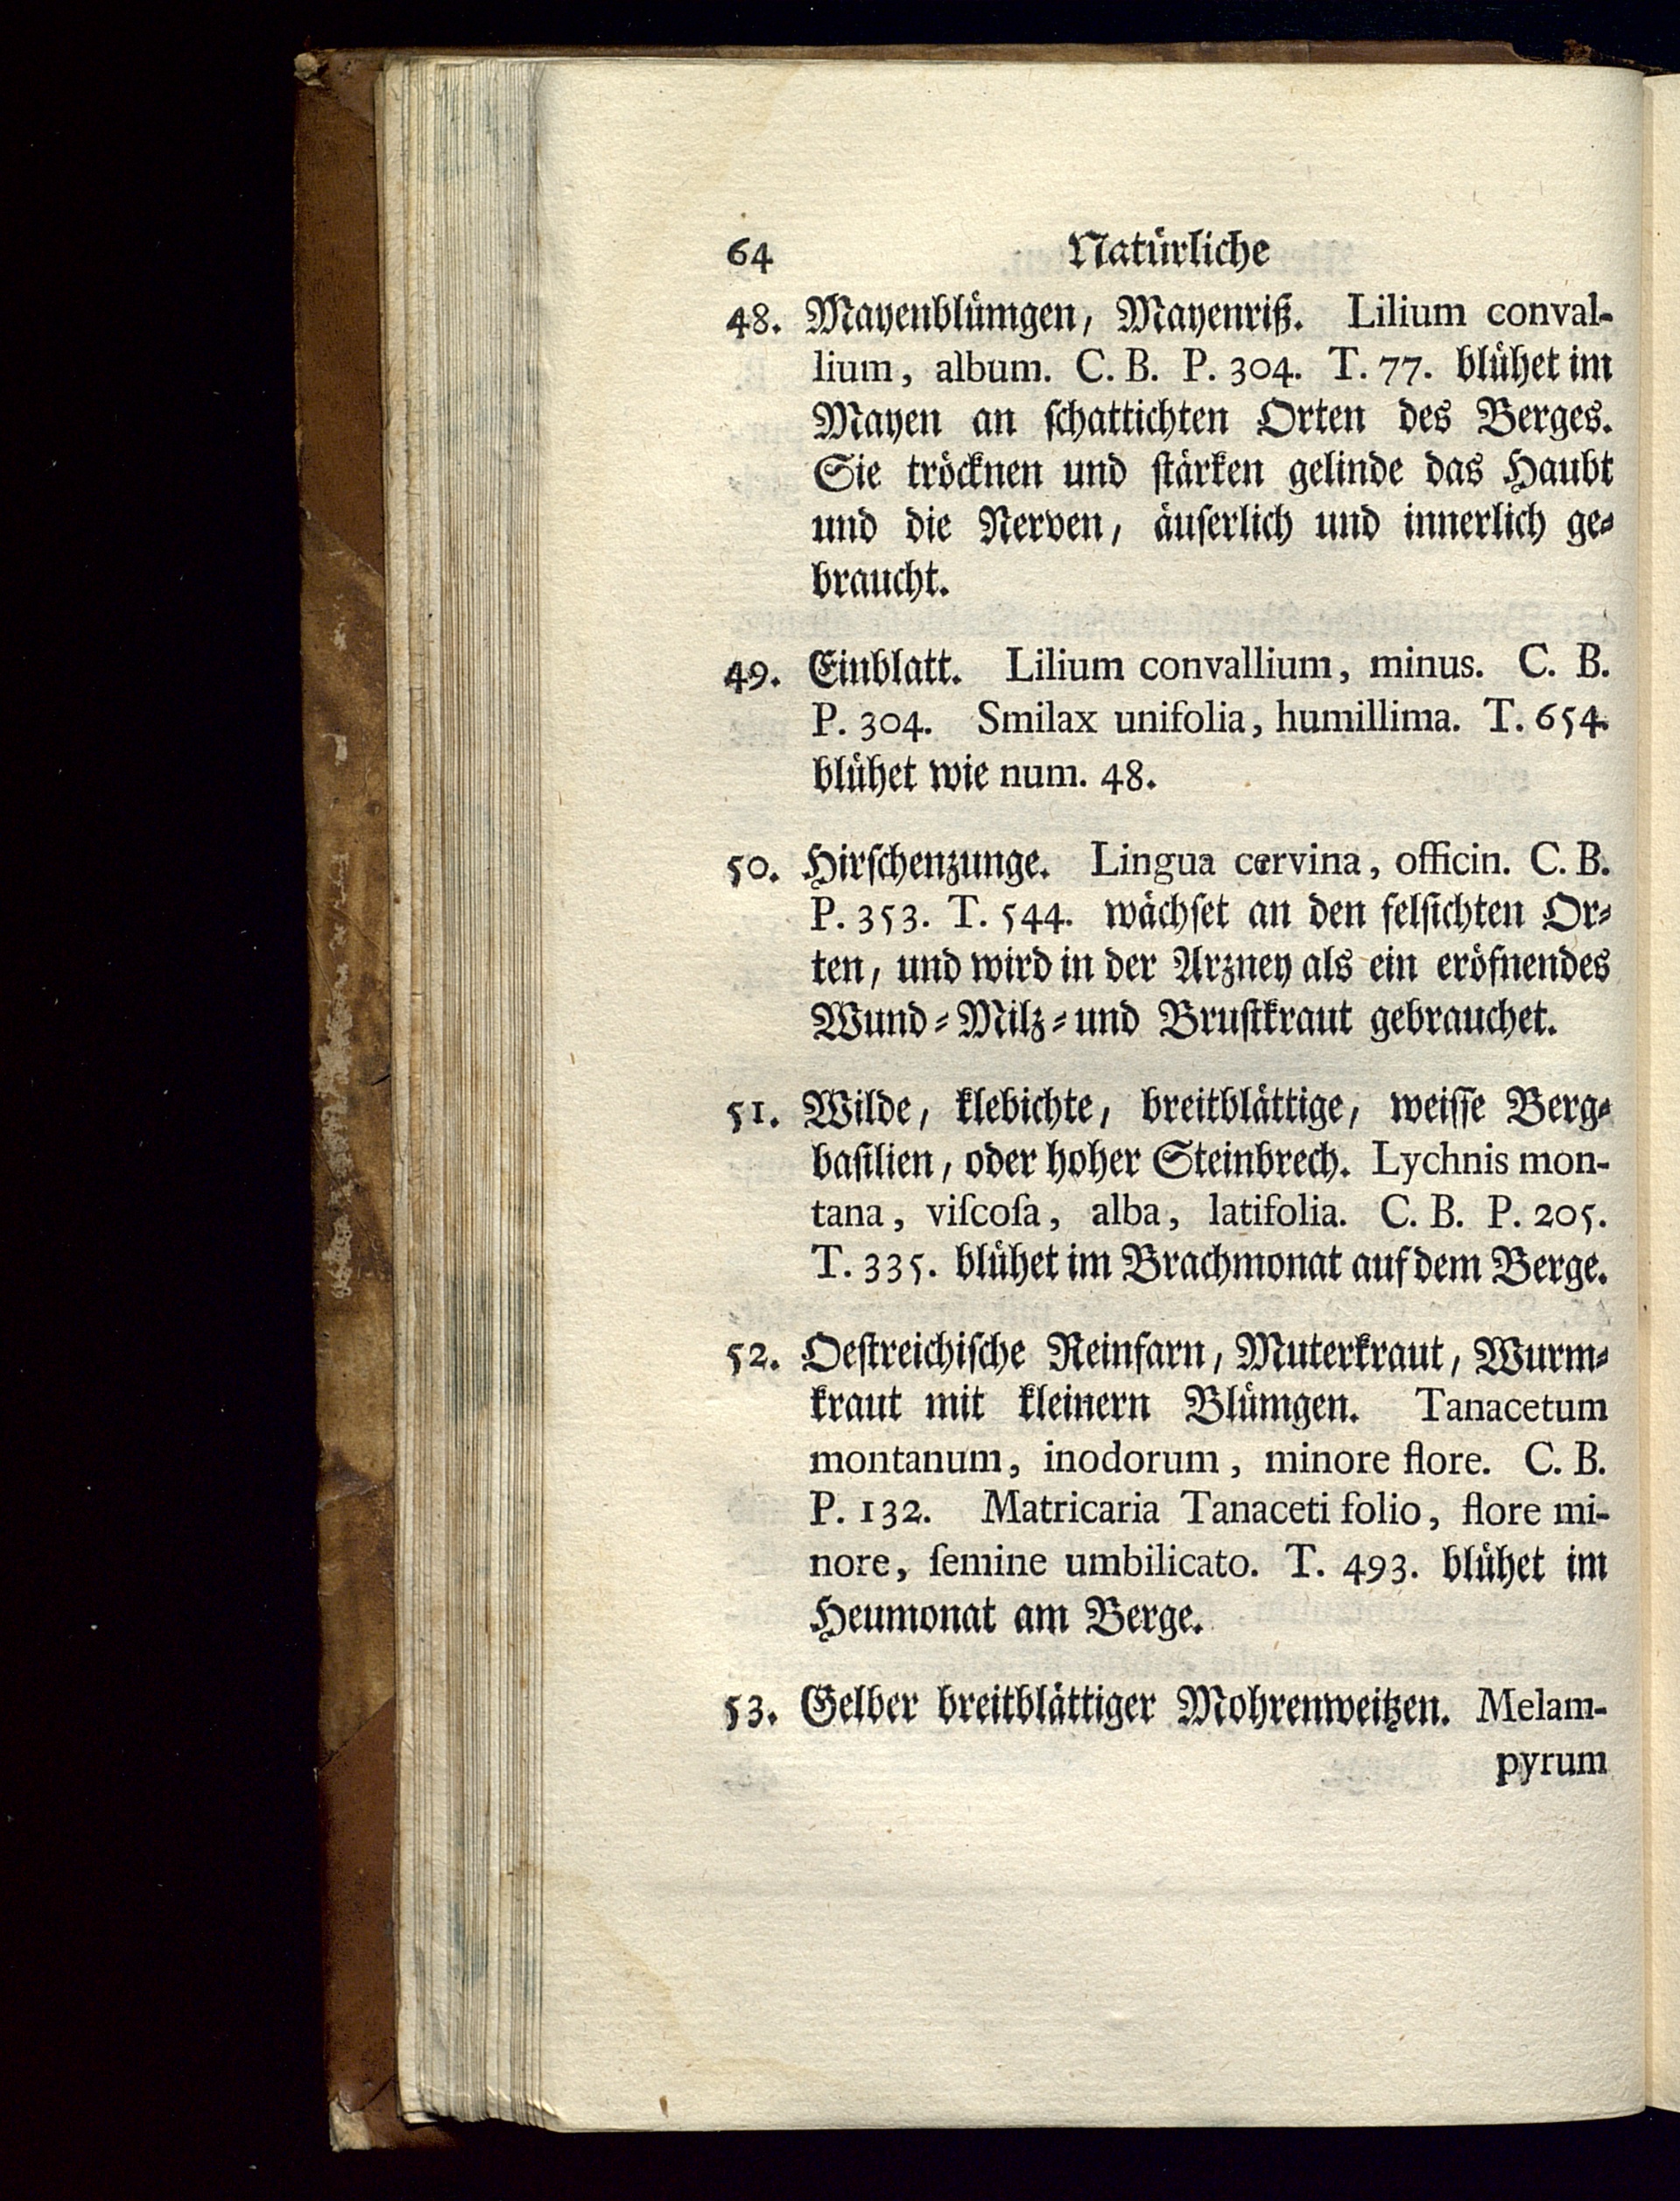 64 Natürliche
48. Mayenblümgen, Mayenriß. Lilium conval-
lium, album. C. B. P. 304. T. 77. blühet im
Mayen an ſchattichten Orten des Berges.
Sie tröcknen und ſtärken gelinde das Haubt
und die Nerven, äuſerlich und innerlich ge-
braucht.
49. Einblatt. Lilium convallium, minus. C. B.
P. 304. Smilax unifolia, humillima. T. 654.
blühet wie num. 48.
50. Hirſchenzunge. Lingua cervina, officin. C. B.
P. 353. T. 544. wächſet an den felſichten Or-
ten, und wird in der Arzney als ein eröfnendes
Wund-Milz-und Bruſtkraut gebrauchet.
51. Wilde, klebichte, breitblättige, weiſſe Berg-
baſilien, oder hoher Steinbrech. Lychnis mon-
tana, viſcoſa, alba, latifolia. C. B. P. 205.
T. 335. blühet im Brachmonat auf dem Berge.
52. Oeſtreichiſche Reinfarn, Muterkraut, Wurm-
kraut mit kleinern Blümgen. Tanacetum
montanum, inodorum, minore flore. C. B.
P. 132. Matricaria Tanaceti folio, flore mi-
nore, ſemine umbilicato. T. 493. blühet im
Heumonat am Berge.
53. Gelber breitblättiger Mohrenweitzen. Melam-
pyrum